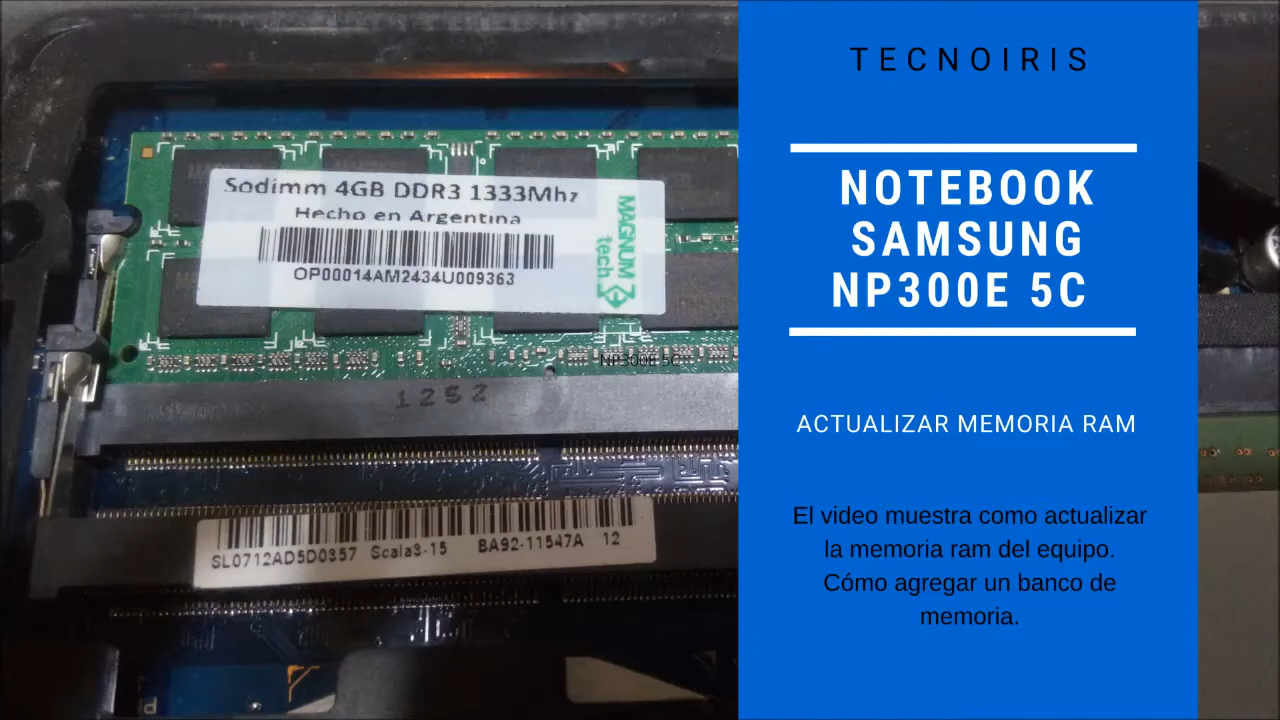 Sodimm 4GB DDR3 1333Mhz
Hecho en Argentina
OP00014AM2434U009363
MAGNUM
tech
NP300E 5C
1252
SL0712AD5D0357 Scala3-15 BA92-11547A 12
TECNOIRIS
NOTEBOOK
SAMSUNG
NP300E 5C
ACTUALIZAR MEMORIA RAM
El video muestra como actualizar
la memoria ram del equipo.
Cómo agregar un banco de
memoria.